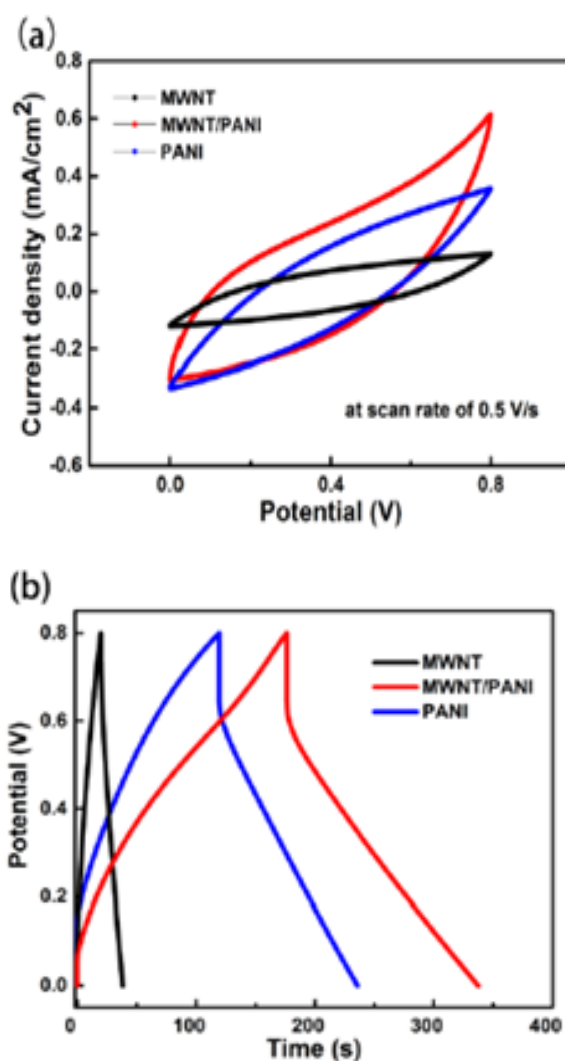 (a)
0.8
0.6
0.4
0.2
0.0
-0.2
-0.4
-0.6
Current density (mA/cm²)
MWNT
MWNT/PANI
PANI
at scan rate of 0.5 V/s
0.0 0.4 0.8
Potential (V)
(b)
0.8
0.6
0.4
0.2
0.0
Potential (V)
MWNT
MWNT/PANI
PANI
0 100 200 300 400
Time (s)